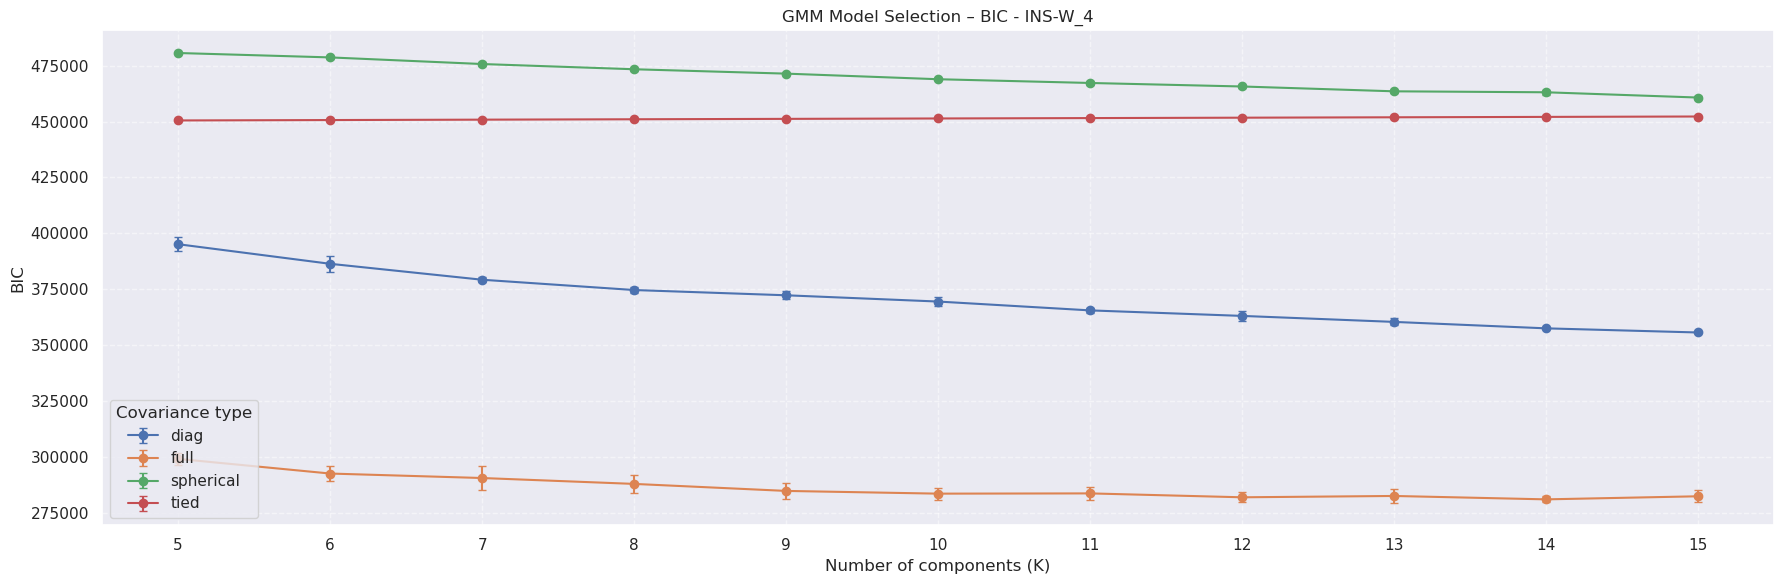 GMM Model Selection – BIC - INS-W_4
475000
450000
425000
400000
375000
350000
325000
300000
275000
BIC
Covariance type
diag
full
spherical
tied
5 6 7 8 9 10 11 12 13 14 15
Number of components (K)